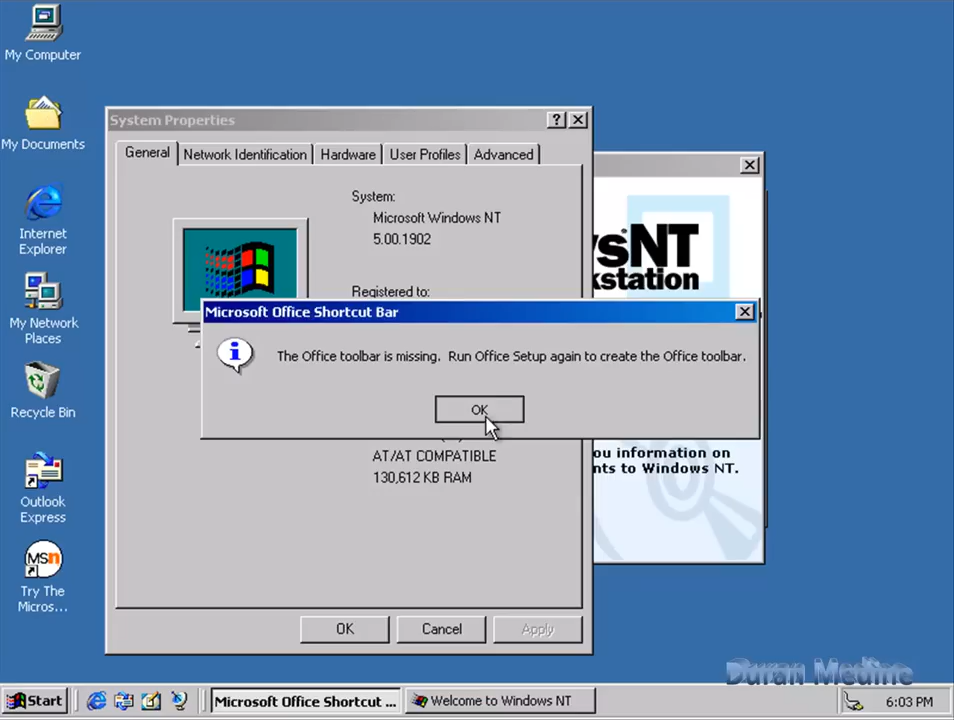 My Computer
My Documents
Internet
Explorer
My Network
Places
Recycle Bin
Outlook
Express
MSn
Try The
Micros...
System Properties
General
Network Identification
Hardware
User Profiles
Advanced
System:
Microsoft Windows NT
5.00.1902
Registered to:
sNT
kstation
Microsoft Office Shortcut Bar
The Office toolbar is missing. Run Office Setup again to create the Office toolbar.
OK
AT/AT COMPATIBLE
130,612 KB RAM
ou information on
nts to Windows NT.
OK
Cancel
Apply
Duran Medine
Start
Microsoft Office Shortcut ...
Welcome to Windows NT
6:03 PM